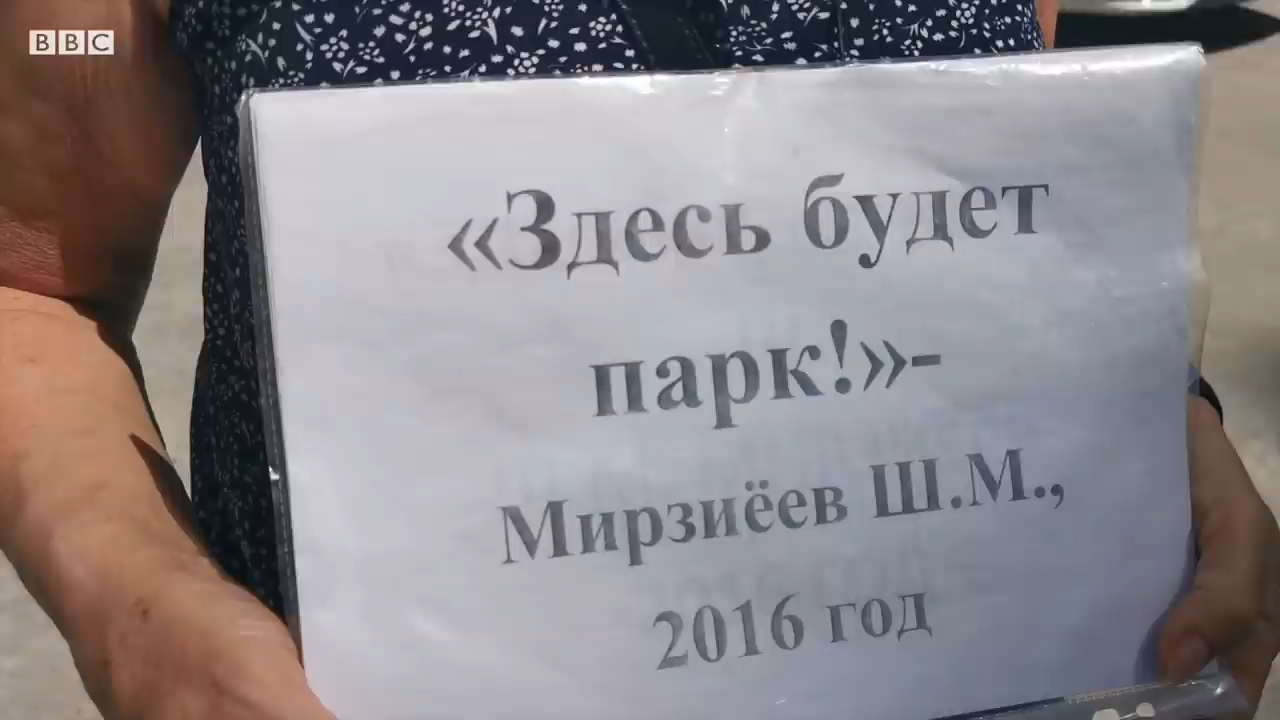 BBC
«Здесь будет
парк!»-
Мирзиёев Ш.М.,
2016 год